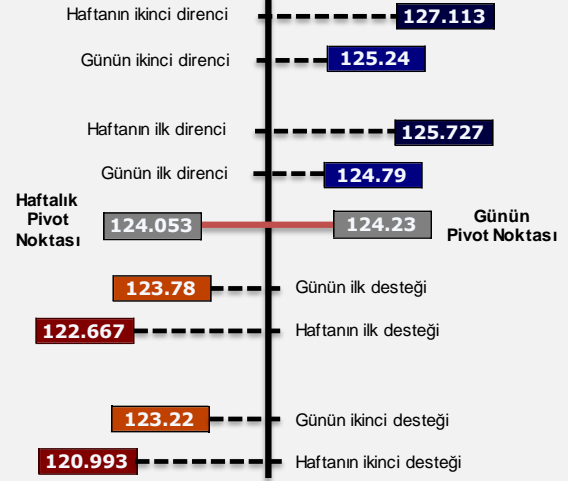 Haftanın ikinci direnci
127.113
Günün ikinci direnci
125.24
Haftanın ilk direnci
125.727
Günün ilk direnci
124.79
Haftalık
Pivot
Noktası
124.053
124.23
Günün
Pivot Noktası
123.78
Günün ilk desteği
122.667
Haftanın ilk desteği
123.22
Günün ikinci desteği
120.993
Haftanın ikinci desteği